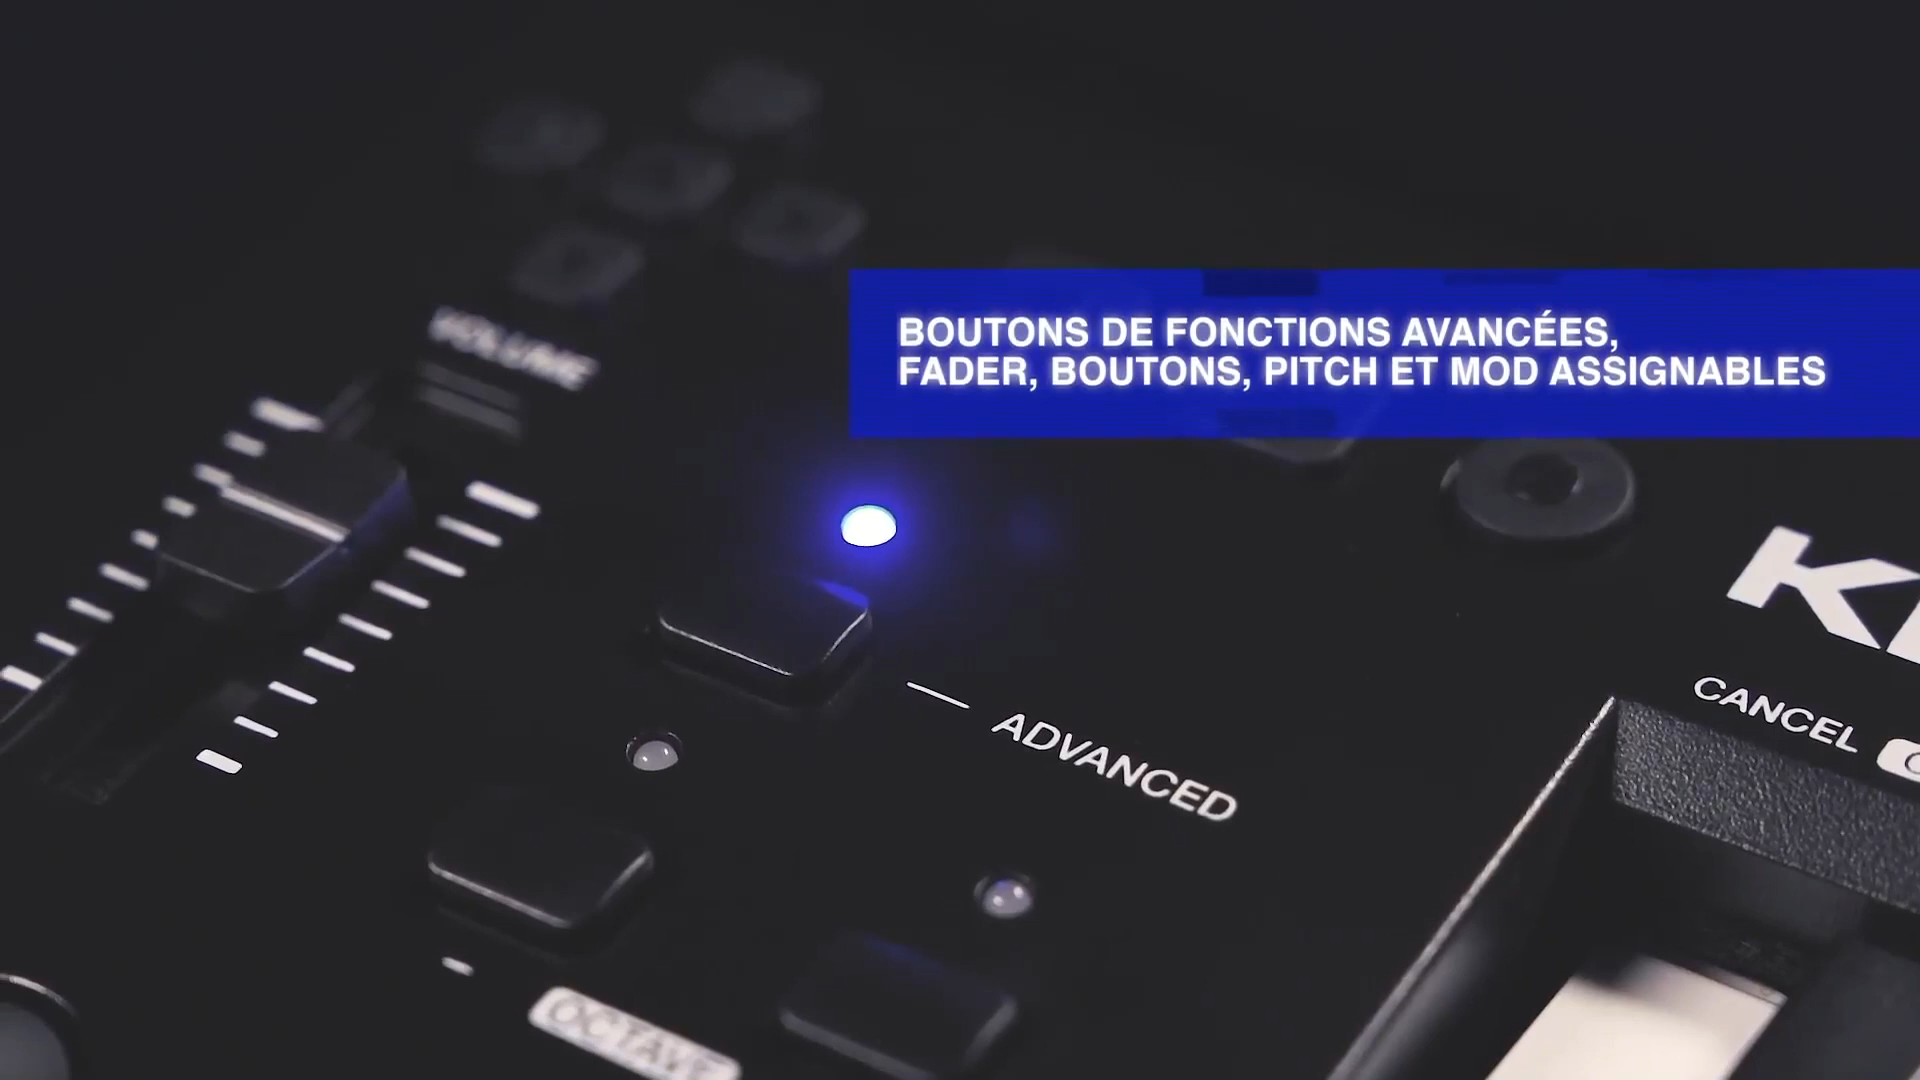 BOUTONS DE FONCTIONS AVANCÉES,
FADER, BOUTONS, PITCH ET MOD ASSIGNABLES
VOLUME
ADVANCED
CANCEL
OCTAVE